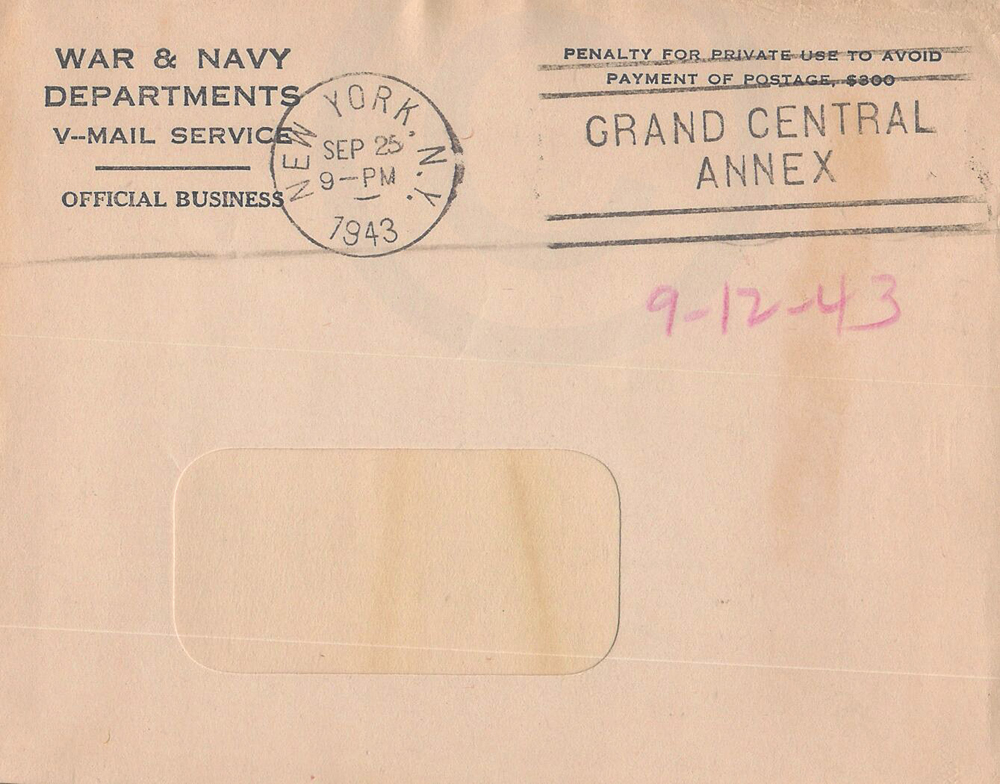 WAR & NAVY
DEPARTMENTS
V--MAIL SERVICE
OFFICIAL BUSINESS
NEW YORK, N.Y.
SEP 25
9-PM
1943
PENALTY FOR PRIVATE USE TO AVOID
PAYMENT OF POSTAGE, $300
GRAND CENTRAL
ANNEX
9-12-43